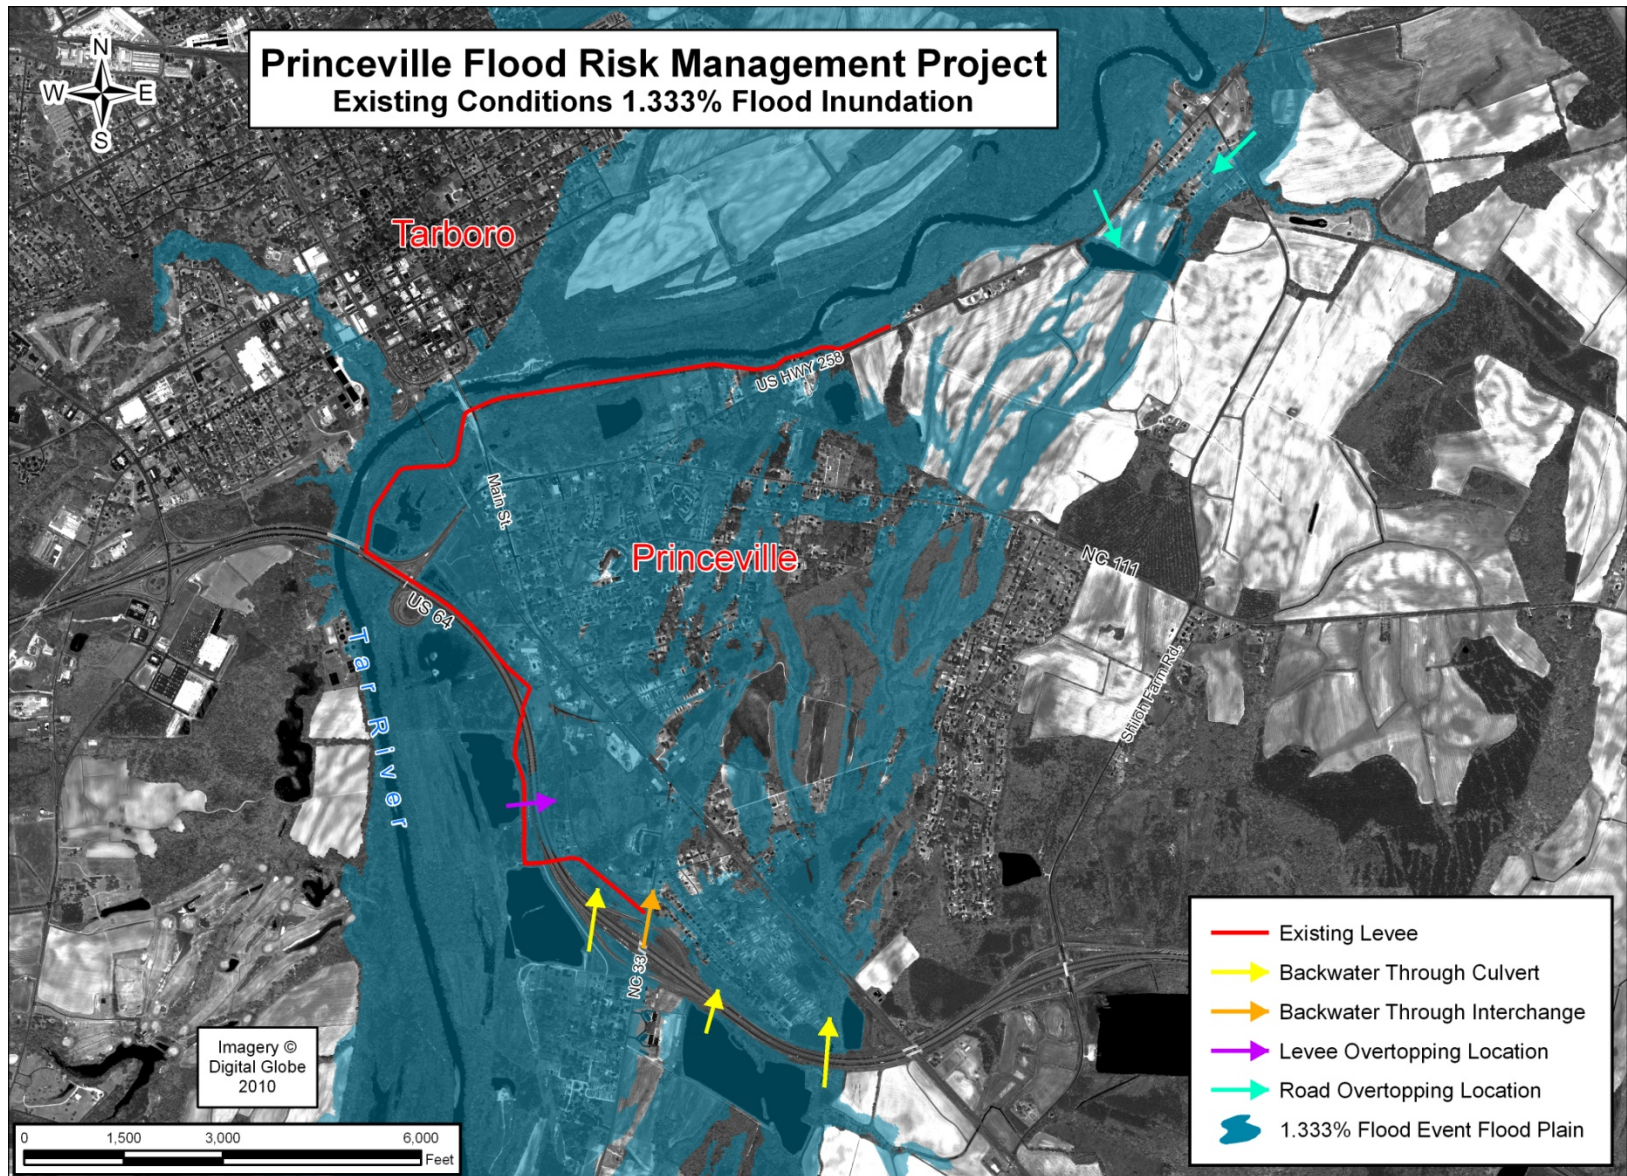 Princeville Flood Risk Management Project
Existing Conditions 1.333% Flood Inundation
N
W
E
S
Tarboro
US HWY 258
Main St.
Princeville
NC 111
US 64
Tar River
Shiloh Farm Rd.
NC 33
Existing Levee
Backwater Through Culvert
Backwater Through Interchange
Levee Overtopping Location
Road Overtopping Location
1.333% Flood Event Flood Plain
Imagery ©
Digital Globe
2010
0 1,500 3,000 6,000
Feet